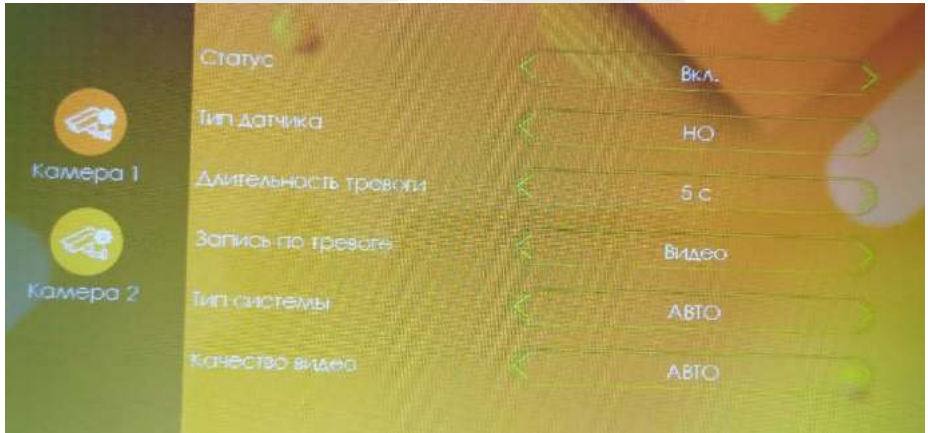 Статус
Вкл.
Тип датчика
НО
Камера 1
Длительность тревоги
5 с
Запись по тревоге
Видео
Камера 2
Тип системы
АВТО
Качество видео
АВТО